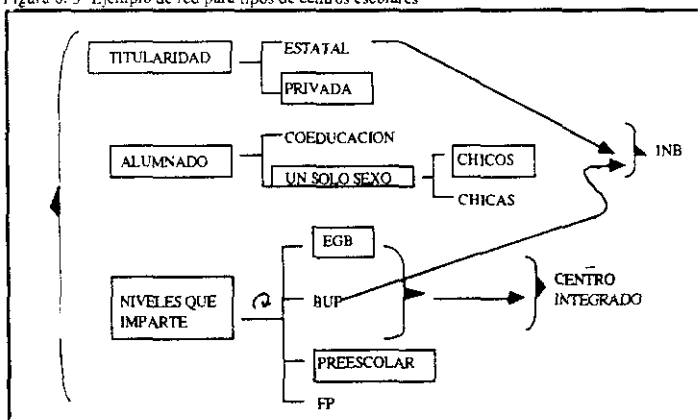 Figura 6. 3 Ejemplo de red para tipos de centros escolares
TITULARIDAD
ESTATAL
PRIVADA
ALUMNADO
COEDUCACION
UN SOLO SEXO
CHICOS
CHICAS
INB
NIVELES QUE
IMPARTE
EGB
BUP
PREESCOLAR
FP
CENTRO
INTEGRADO